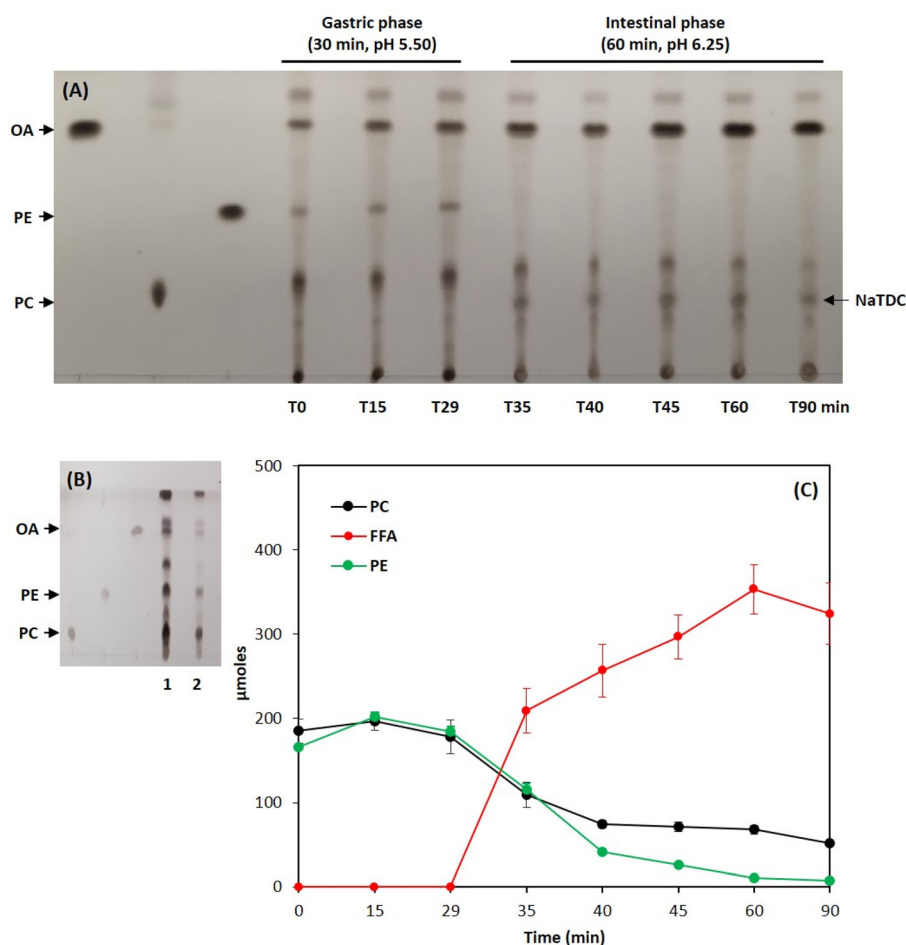 Gastric phase
(30 min, pH 5.50)
Intestinal phase
(60 min, pH 6.25)
(A)
OA
PE
PC
NaTDC
T0 T15 T29 T35 T40 T45 T60 T90 min
(B)
OA
PE
PC
1 2
(C)
PC
FFA
PE
500
400
300
200
100
0
µmoles
0 15 29 35 40 45 60 90
Time (min)